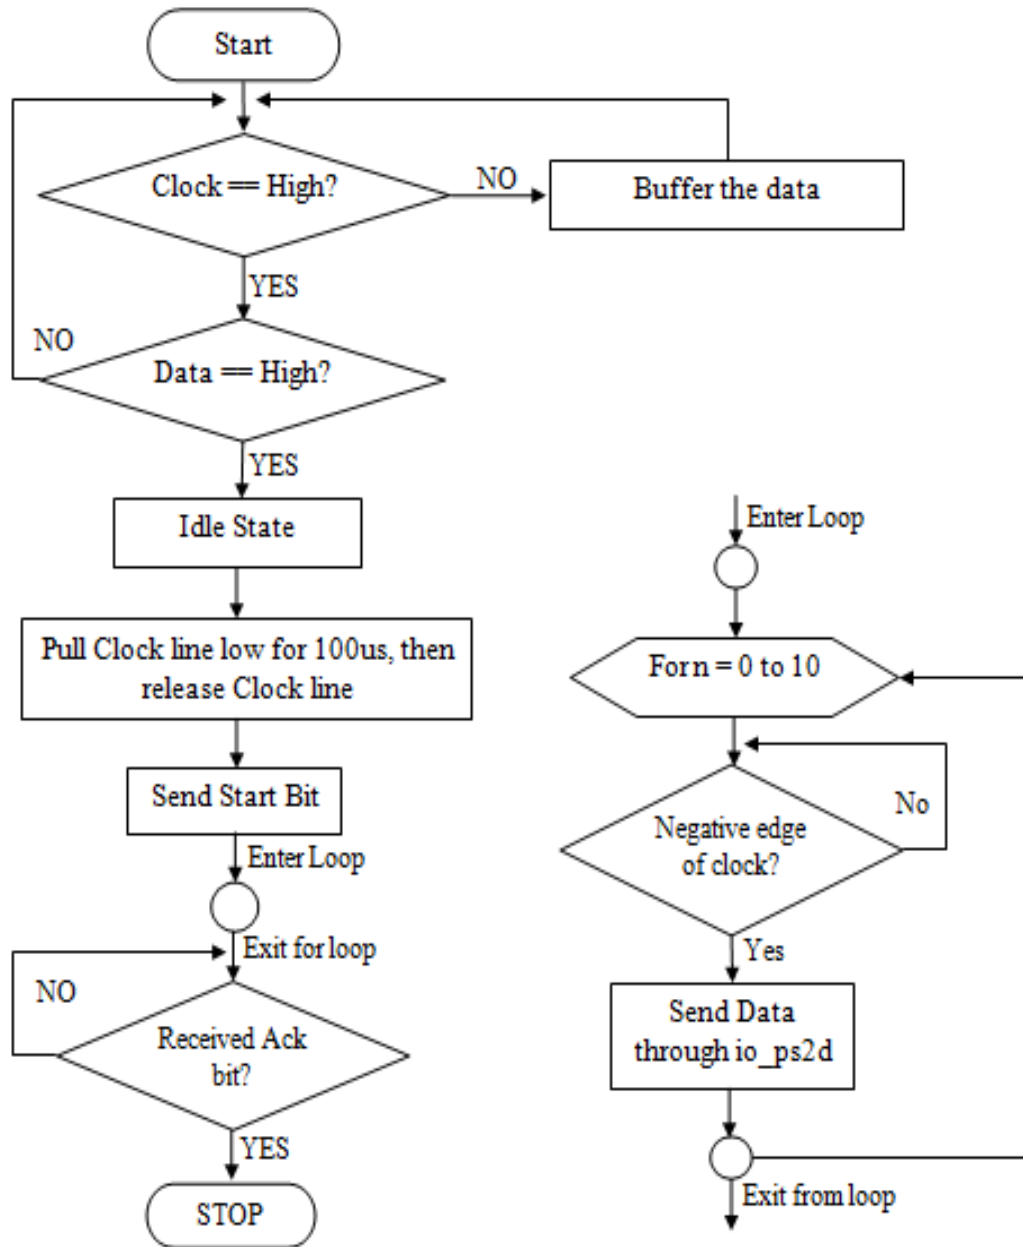 Start
Clock == High?
NO
Buffer the data
YES
NO
Data == High?
YES
Idle State
Pull Clock line low for 100us, then
release Clock line
Send Start Bit
Enter Loop
Exit for loop
NO
Received Ack
bit?
YES
STOP
Enter Loop
For n = 0 to 10
Negative edge
of clock?
No
Yes
Send Data
through io_ps2d
Exit from loop